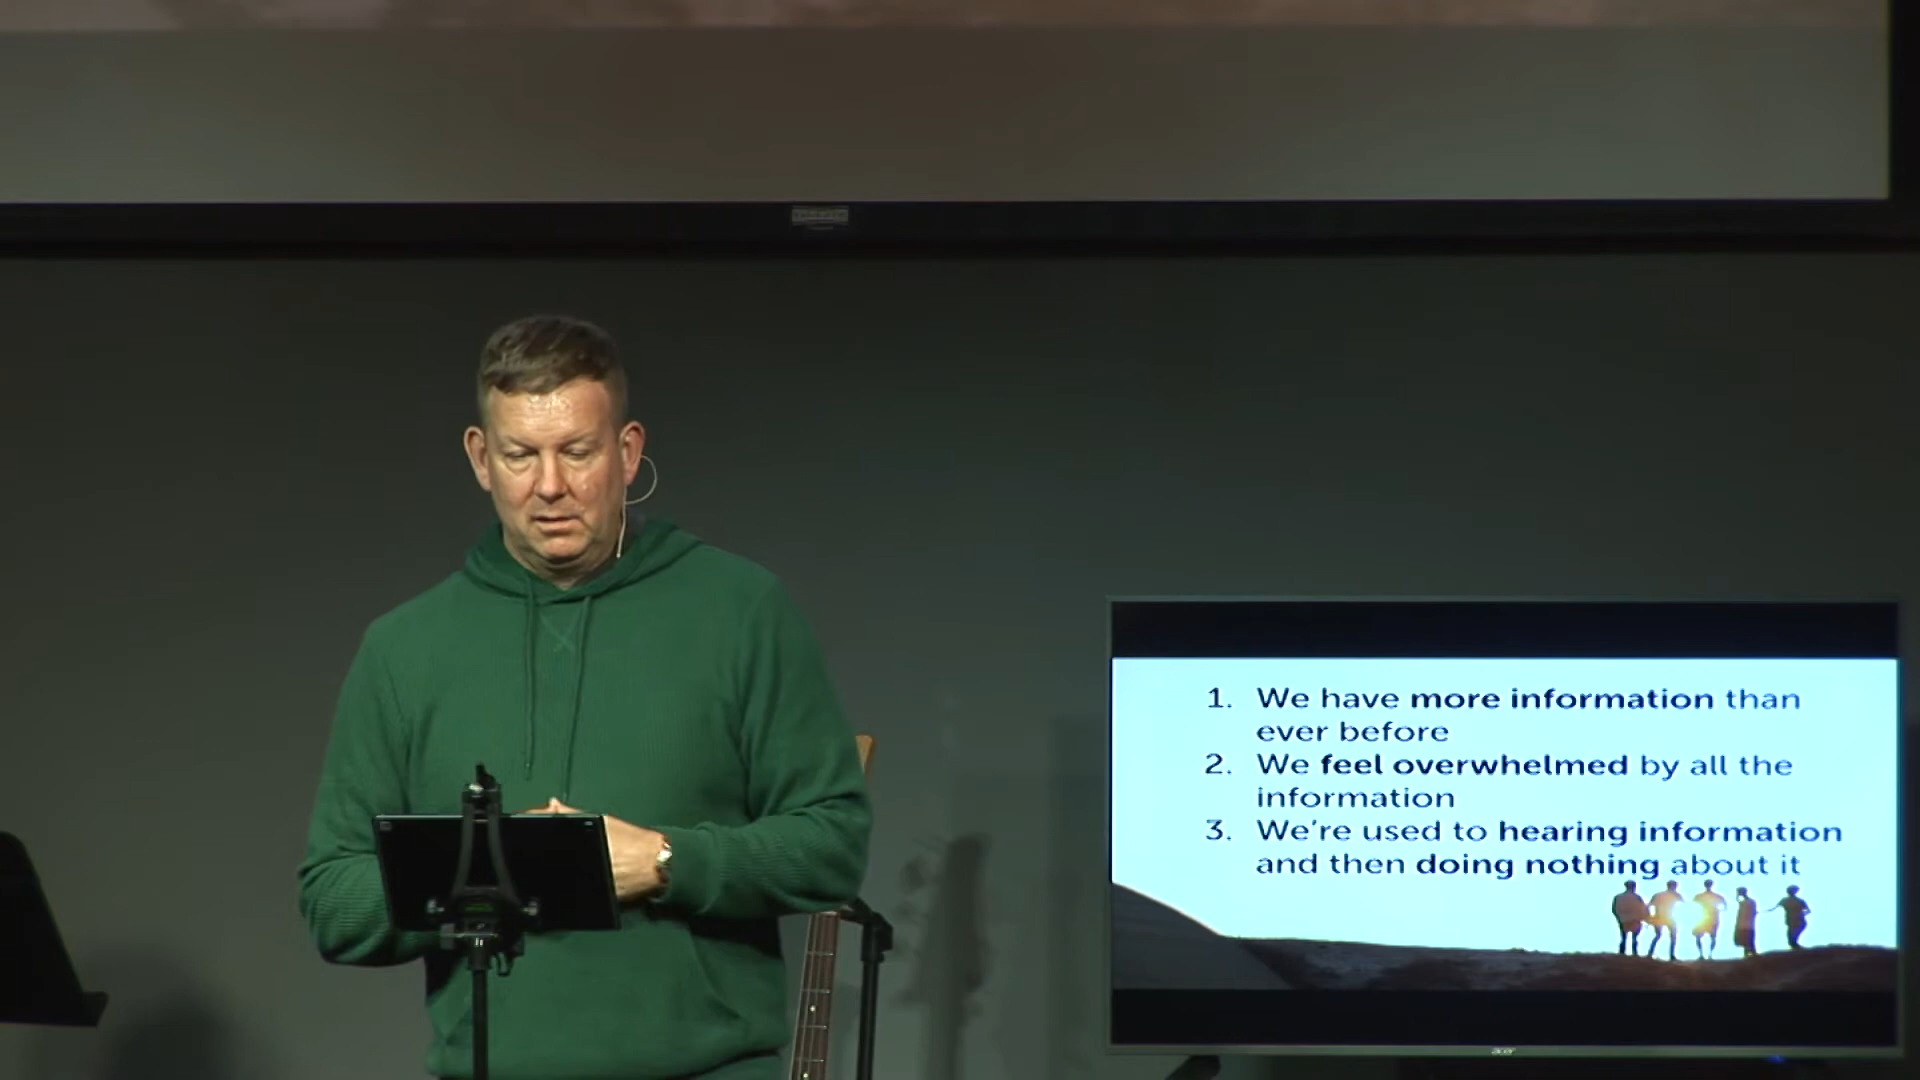 1. We have more information than
ever before
2. We feel overwhelmed by all the
information
3. We're used to hearing information
and then doing nothing about it
acer